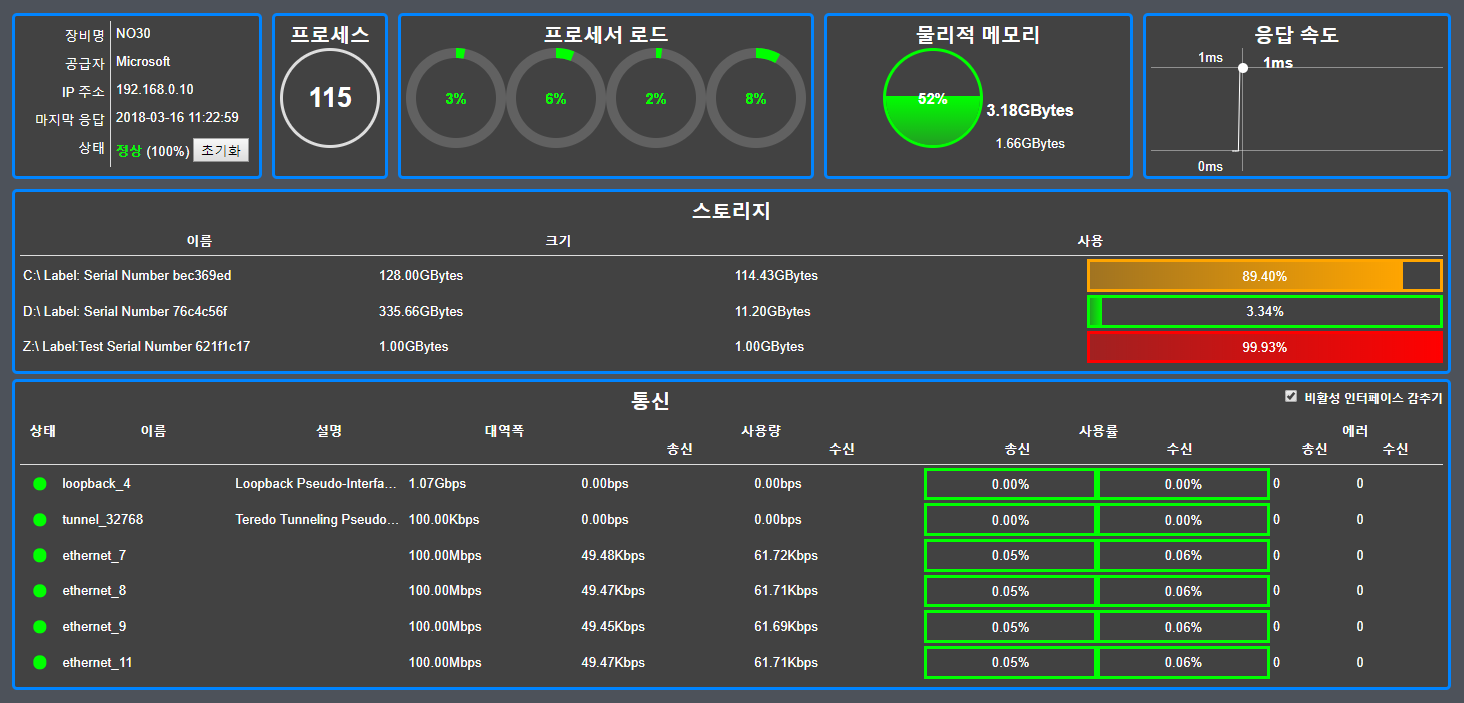 장비명 NO30
공급자 Microsoft
IP 주소 192.168.0.10
마지막 응답 2018-03-16 11:22:59
상태 정상 (100%) 초기화
프로세스
115
프로세서 로드
3% 6% 2% 8%
물리적 메모리
52%
3.18GBytes
1.66GBytes
응답 속도
1ms 1ms
0ms
스토리지
이름 크기 사용
C:\ Label: Serial Number bec369ed 128.00GBytes 114.43GBytes 89.40%
D:\ Label: Serial Number 76c4c56f 335.66GBytes 11.20GBytes 3.34%
Z:\ Label:Test Serial Number 621f1c17 1.00GBytes 1.00GBytes 99.93%
통신
비활성 인터페이스 감추기
상태 이름 설명 대역폭 사용량 사용률 에러
송신 수신 송신 수신 송신 수신
loopback_4 Loopback Pseudo-Interfa... 1.07Gbps 0.00bps 0.00bps 0.00% 0.00% 0 0
tunnel_32768 Teredo Tunneling Pseudo... 100.00Kbps 0.00bps 0.00bps 0.00% 0.00% 0 0
ethernet_7 100.00Mbps 49.48Kbps 61.72Kbps 0.05% 0.06% 0 0
ethernet_8 100.00Mbps 49.47Kbps 61.71Kbps 0.05% 0.06% 0 0
ethernet_9 100.00Mbps 49.45Kbps 61.69Kbps 0.05% 0.06% 0 0
ethernet_11 100.00Mbps 49.47Kbps 61.71Kbps 0.05% 0.06% 0 0